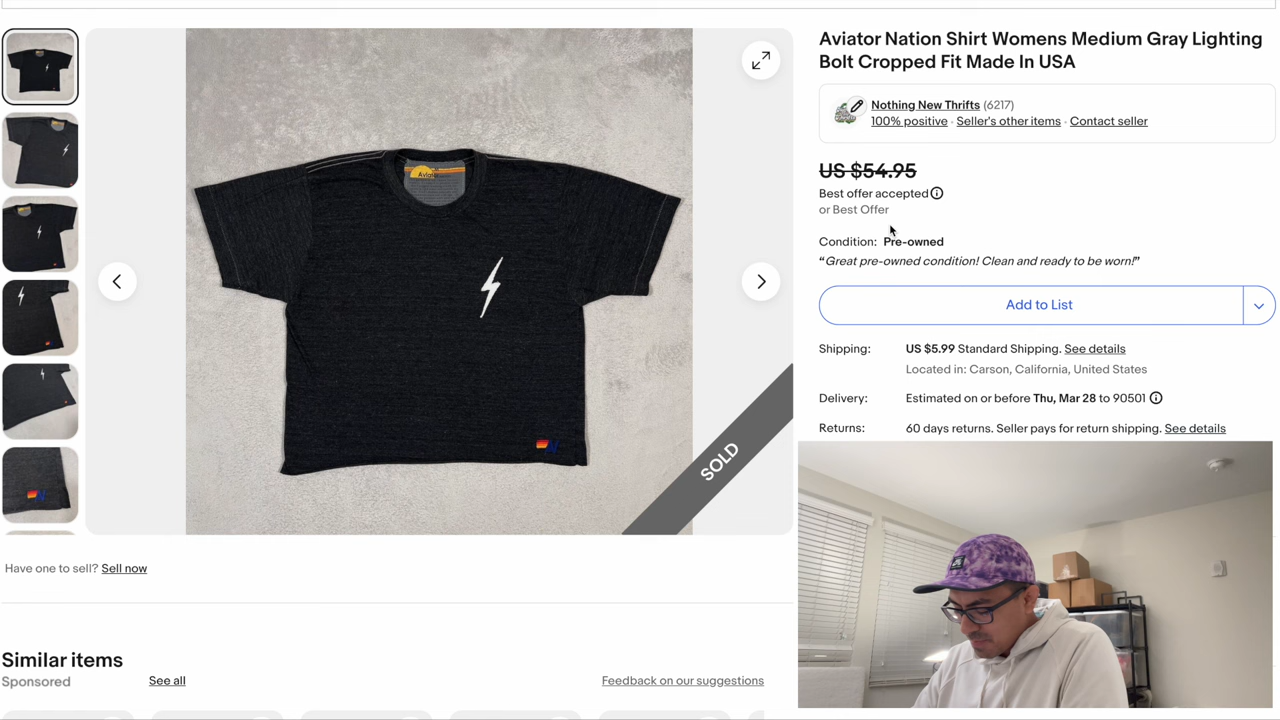 Aviator Nation Shirt Womens Medium Gray Lighting
Bolt Cropped Fit Made In USA
Nothing New Thrifts (6217)
100% positive · Seller's other items · Contact seller
US $54.95
Best offer accepted
or Best Offer
Condition: Pre-owned
“Great pre-owned condition! Clean and ready to be worn!”
Add to List
Shipping: US $5.99 Standard Shipping. See details
Located in: Carson, California, United States
Delivery: Estimated on or before Thu, Mar 28 to 90501
Returns: 60 days returns. Seller pays for return shipping. See details
SOLD
Have one to sell? Sell now
Similar items
Sponsored
See all
Feedback on our suggestions